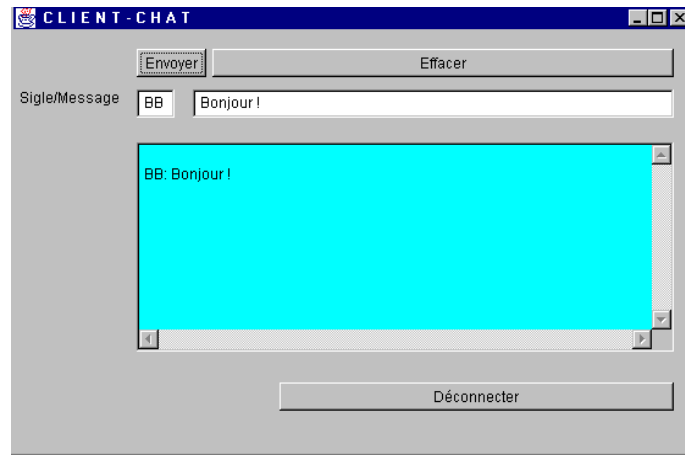 CLIENT-CHAT
Envoyer Effacer
Sigle/Message BB Bonjour !
BB: Bonjour !
Déconnecter